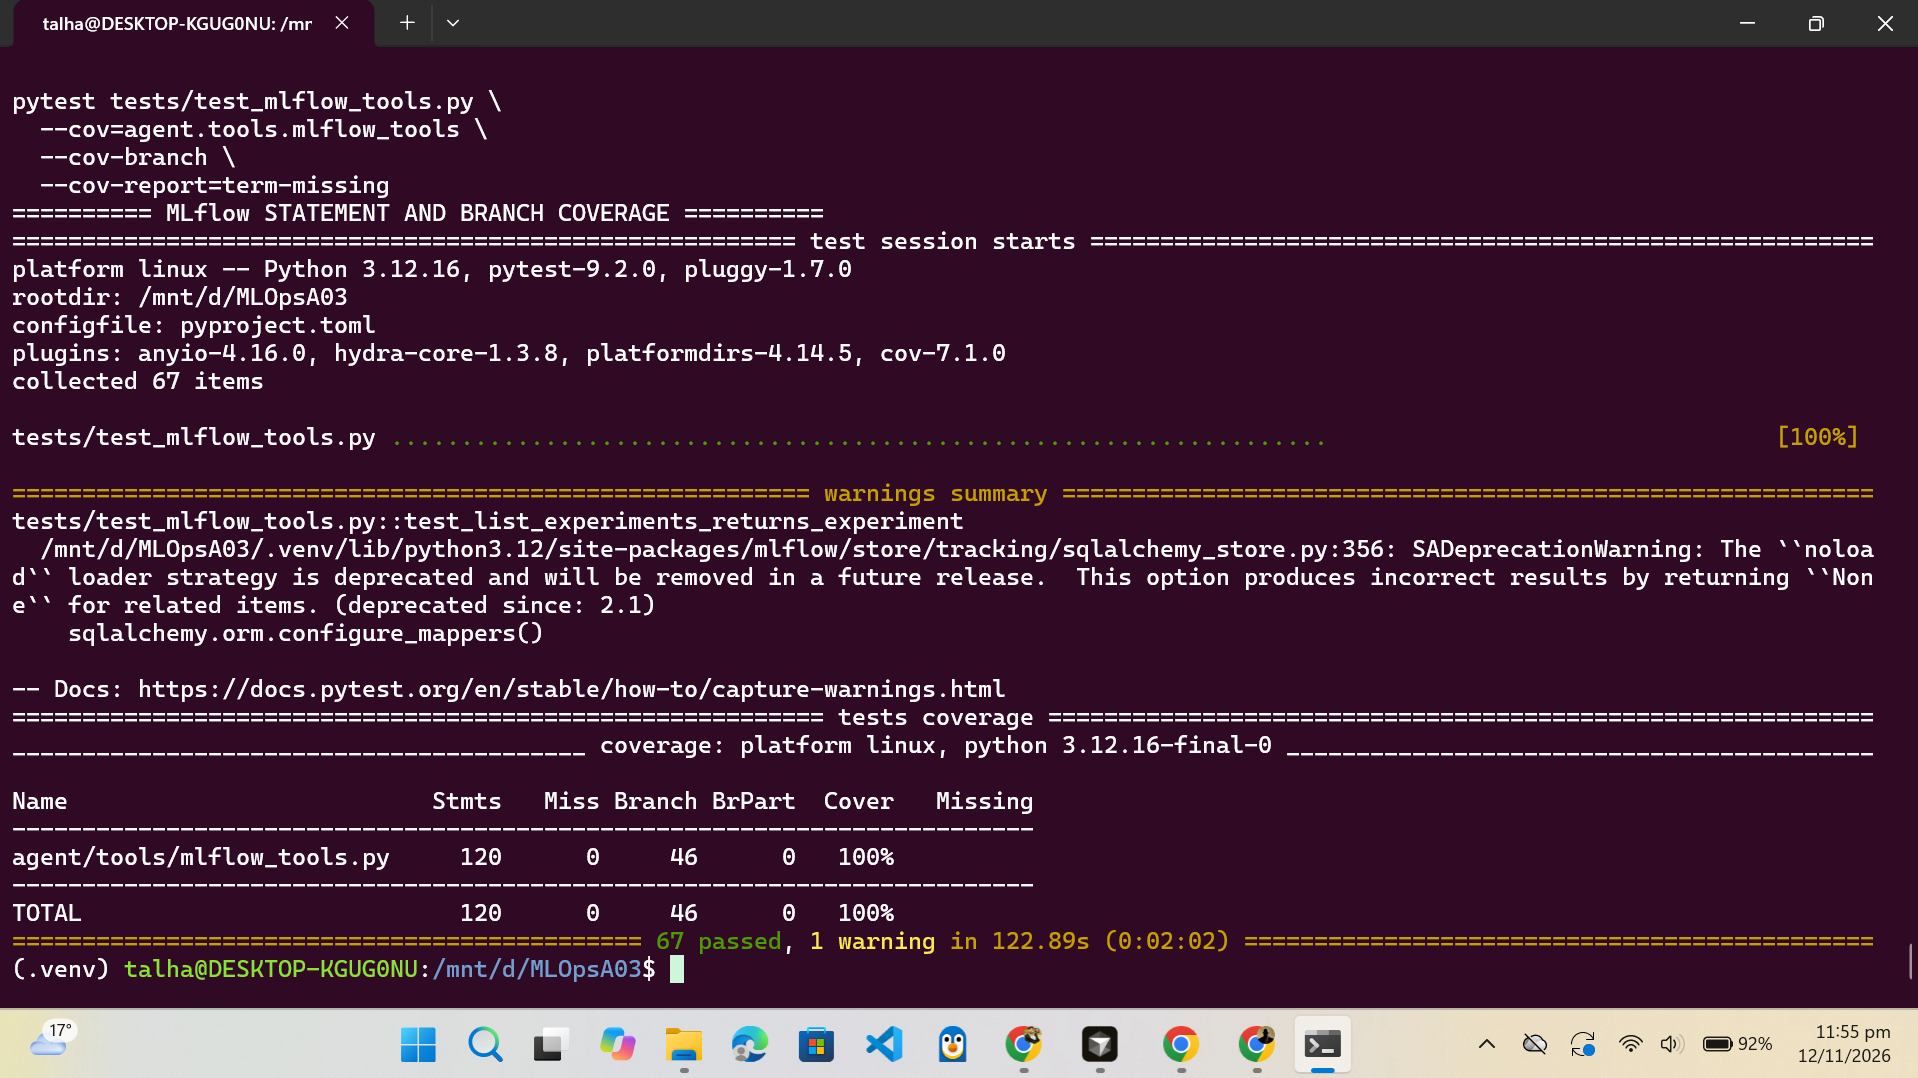 talha@DESKTOP-KGUG0NU: /mr
pytest tests/test_mlflow_tools.py \
  --cov=agent.tools.mlflow_tools \
  --cov-branch \
  --cov-report=term-missing
========== MLflow STATEMENT AND BRANCH COVERAGE ==========
======================================================== test session starts ========================================================
platform linux -- Python 3.12.16, pytest-9.2.0, pluggy-1.7.0
rootdir: /mnt/d/MLOpsA03
configfile: pyproject.toml
plugins: anyio-4.16.0, hydra-core-1.3.8, platformdirs-4.14.5, cov-7.1.0
collected 67 items
tests/test_mlflow_tools.py ................................................................... [100%]
========================================================= warnings summary ==========================================================
tests/test_mlflow_tools.py::test_list_experiments_returns_experiment
  /mnt/d/MLOpsA03/.venv/lib/python3.12/site-packages/mlflow/store/tracking/sqlalchemy_store.py:356: SADeprecationWarning: The ``noloa
d`` loader strategy is deprecated and will be removed in a future release.  This option produces incorrect results by returning ``Non
e`` for related items. (deprecated since: 2.1)
    sqlalchemy.orm.configure_mappers()
-- Docs: https://docs.pytest.org/en/stable/how-to/capture-warnings.html
========================================================== tests coverage ===========================================================
_________________________________________ coverage: platform linux, python 3.12.16-final-0 __________________________________________
Name                          Stmts   Miss Branch BrPart  Cover   Missing
-------------------------------------------------------------------------
agent/tools/mlflow_tools.py     120      0     46      0   100%
-------------------------------------------------------------------------
TOTAL                           120      0     46      0   100%
============================================= 67 passed, 1 warning in 122.89s (0:02:02) =============================================
(.venv) talha@DESKTOP-KGUG0NU:/mnt/d/MLOpsA03$
17°
92%
11:55 pm
12/11/2026